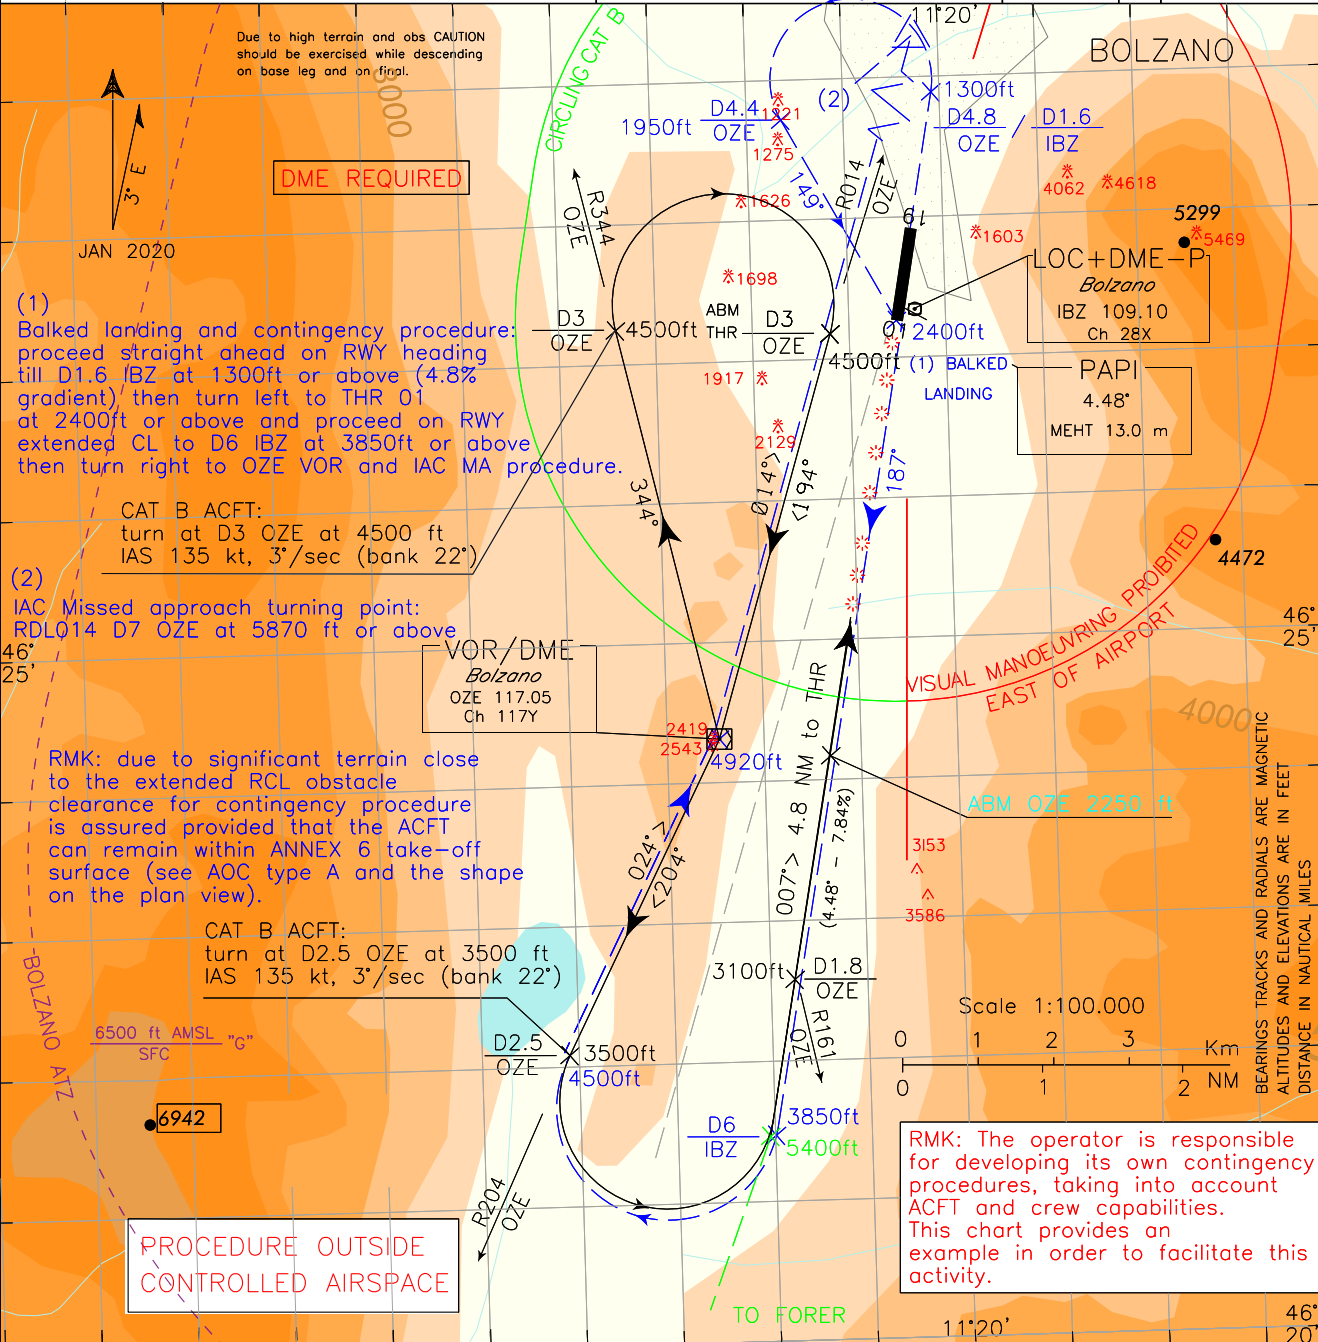 11°20'
BOLZANO
Due to high terrain and obs CAUTION
should be exercised while descending
on base leg and on final.
3000
CIRCLING CAT B
3° E
JAN 2020
DME REQUIRED
1950ft
D4.4
OZE
1221
1275
(2)
1300ft
D4.8
OZE
/
D1.6
IBZ
149°
R014
OZE
R344
OZE
1626
1698
4062
4618
5299
5469
1603
19
01
LOC+DME-P
Bolzano
IBZ 109.10
Ch 28X
(1)
Balked landing and contingency procedure:
proceed straight ahead on RWY heading
till D1.6 IBZ at 1300ft or above (4.8%
gradient) then turn left to THR 01
at 2400ft or above and proceed on RWY
extended CL to D6 IBZ at 3850ft or above
then turn right to OZE VOR and IAC MA procedure.
D3
OZE
4500ft
ABM
THR
D3
OZE
4500ft
2400ft
(1) BALKED
LANDING
PAPI
4.48°
MEHT 13.0 m
1917
2129
187°
344°
014°>
<194°
CAT B ACFT:
turn at D3 OZE at 4500 ft
IAS 135 kt, 3°/sec (bank 22°)
4472
(2)
IAC Missed approach turning point:
RDL014 D7 OZE at 5870 ft or above
46°
25'
46°
25'
VOR/DME
Bolzano
OZE 117.05
Ch 117Y
2419
2543
4920ft
VISUAL MANOEUVRING PROIBITED
EAST OF AIRPORT
4000
RMK: due to significant terrain close
to the extended RCL obstacle
clearance for contingency procedure
is assured provided that the ACFT
can remain within ANNEX 6 take-off
surface (see AOC type A and the shape
on the plan view).
007°> 4.8 NM to THR
(4.48° - 7.84%)
ABM OZE 2250 ft
3153
3586
024°>
<204°
CAT B ACFT:
turn at D2.5 OZE at 3500 ft
IAS 135 kt, 3°/sec (bank 22°)
3100ft
D1.8
OZE
R161
OZE
BOLZANO ATZ
6500 ft AMSL
SFC
"G"
D2.5
OZE
3500ft
4500ft
Scale 1:100.000
0 1 2 3 Km
0 1 2 NM
BEARINGS TRACKS AND RADIALS ARE MAGNETIC
ALTITUDES AND ELEVATIONS ARE IN FEET
DISTANCE IN NAUTICAL MILES
6942
D6
IBZ
3850ft
5400ft
R204
OZE
RMK: The operator is responsible
for developing its own contingency
procedures, taking into account
ACFT and crew capabilities.
This chart provides an
example in order to facilitate this
activity.
PROCEDURE OUTSIDE
CONTROLLED AIRSPACE
TO FORER
11°20'
46°
20'